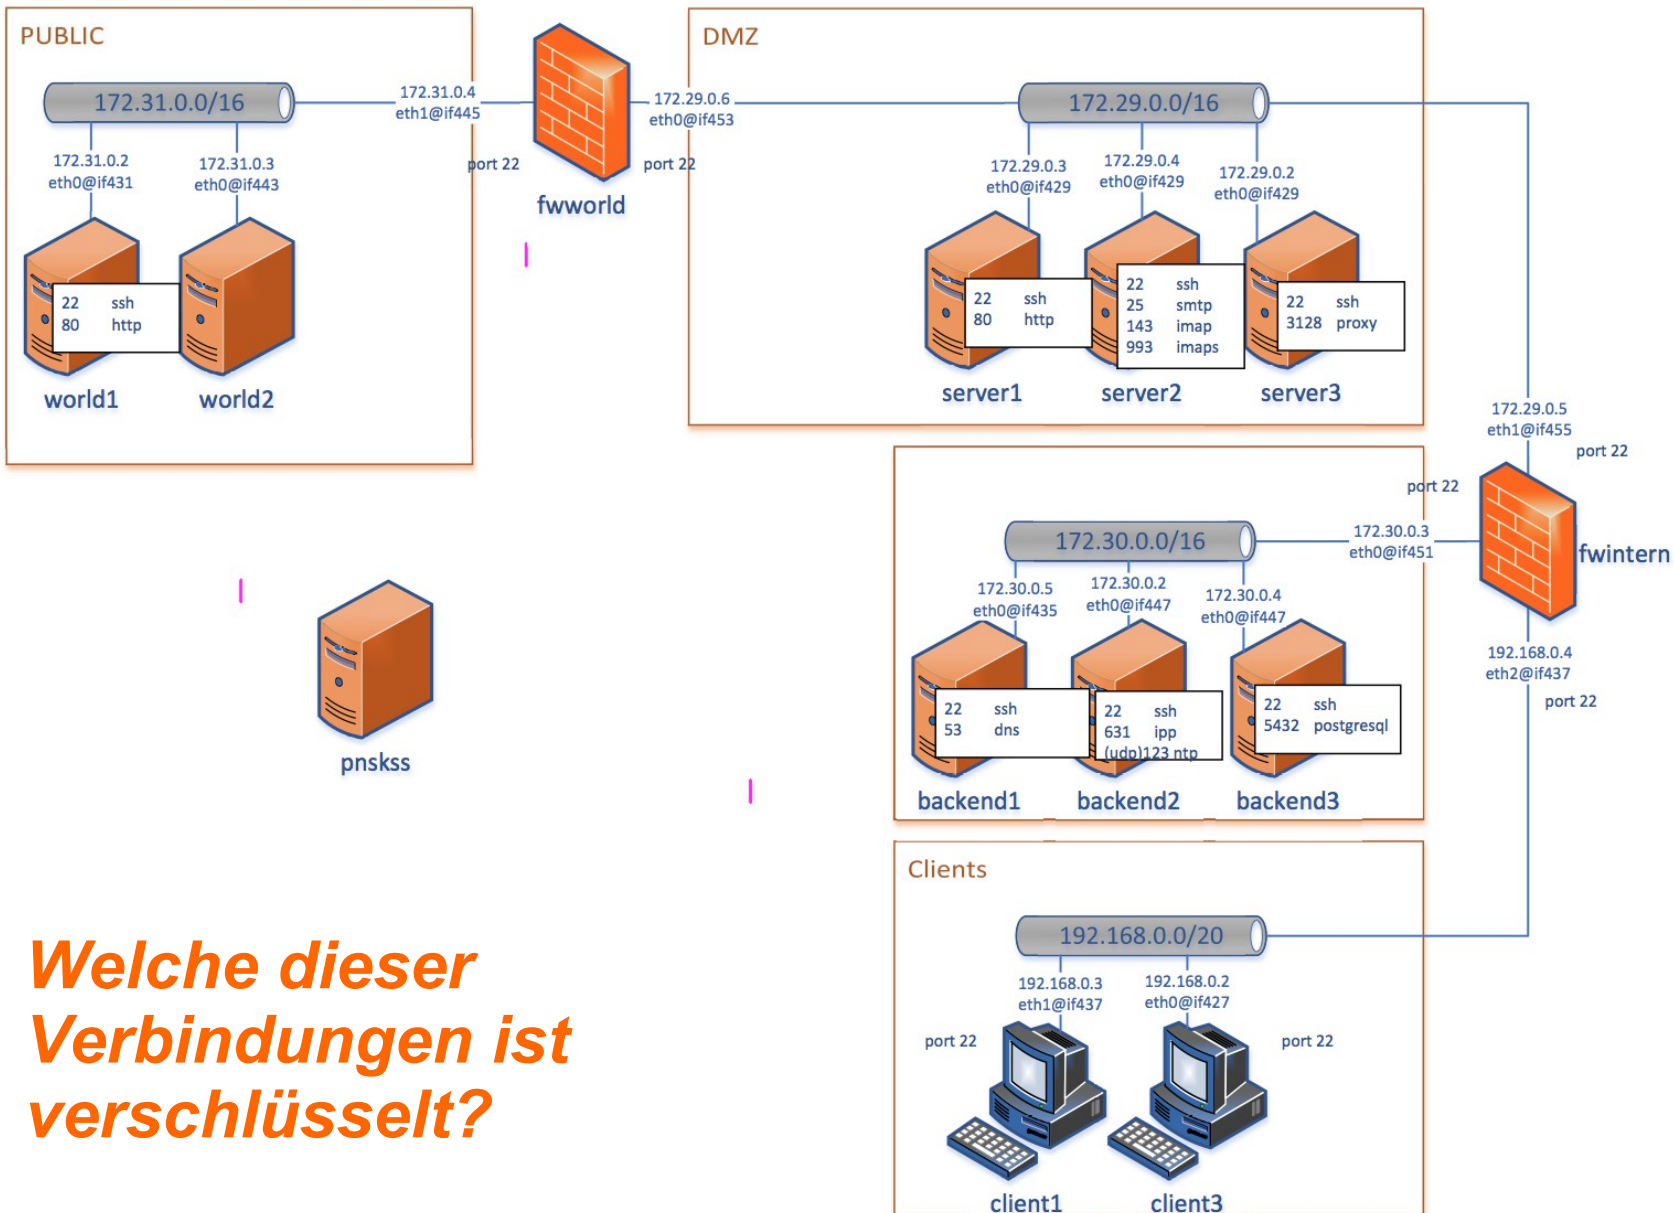 PUBLIC
172.31.0.0/16
172.31.0.4
eth1@if445
172.31.0.2
eth0@if431
172.31.0.3
eth0@if443
port 22
22 ssh
80 http
world1
world2
172.29.0.6
eth0@if453
port 22
fwworld
DMZ
172.29.0.0/16
172.29.0.3
eth0@if429
172.29.0.4
eth0@if429
172.29.0.2
eth0@if429
22 ssh
80 http
22 ssh
25 smtp
143 imap
993 imaps
22 ssh
3128 proxy
server1
server2
server3
172.29.0.5
eth1@if455
port 22
port 22
172.30.0.0/16
172.30.0.3
eth0@if451
fwintern
172.30.0.5
eth0@if435
172.30.0.2
eth0@if447
172.30.0.4
eth0@if447
192.168.0.4
eth2@if437
port 22
22 ssh
53 dns
22 ssh
631 ipp
(udp)123 ntp
22 ssh
5432 postgresql
backend1
backend2
backend3
pnskss
Clients
192.168.0.0/20
192.168.0.3
eth1@if437
192.168.0.2
eth0@if427
port 22
port 22
client1
client3
Welche dieser
Verbindungen ist
verschlüsselt?